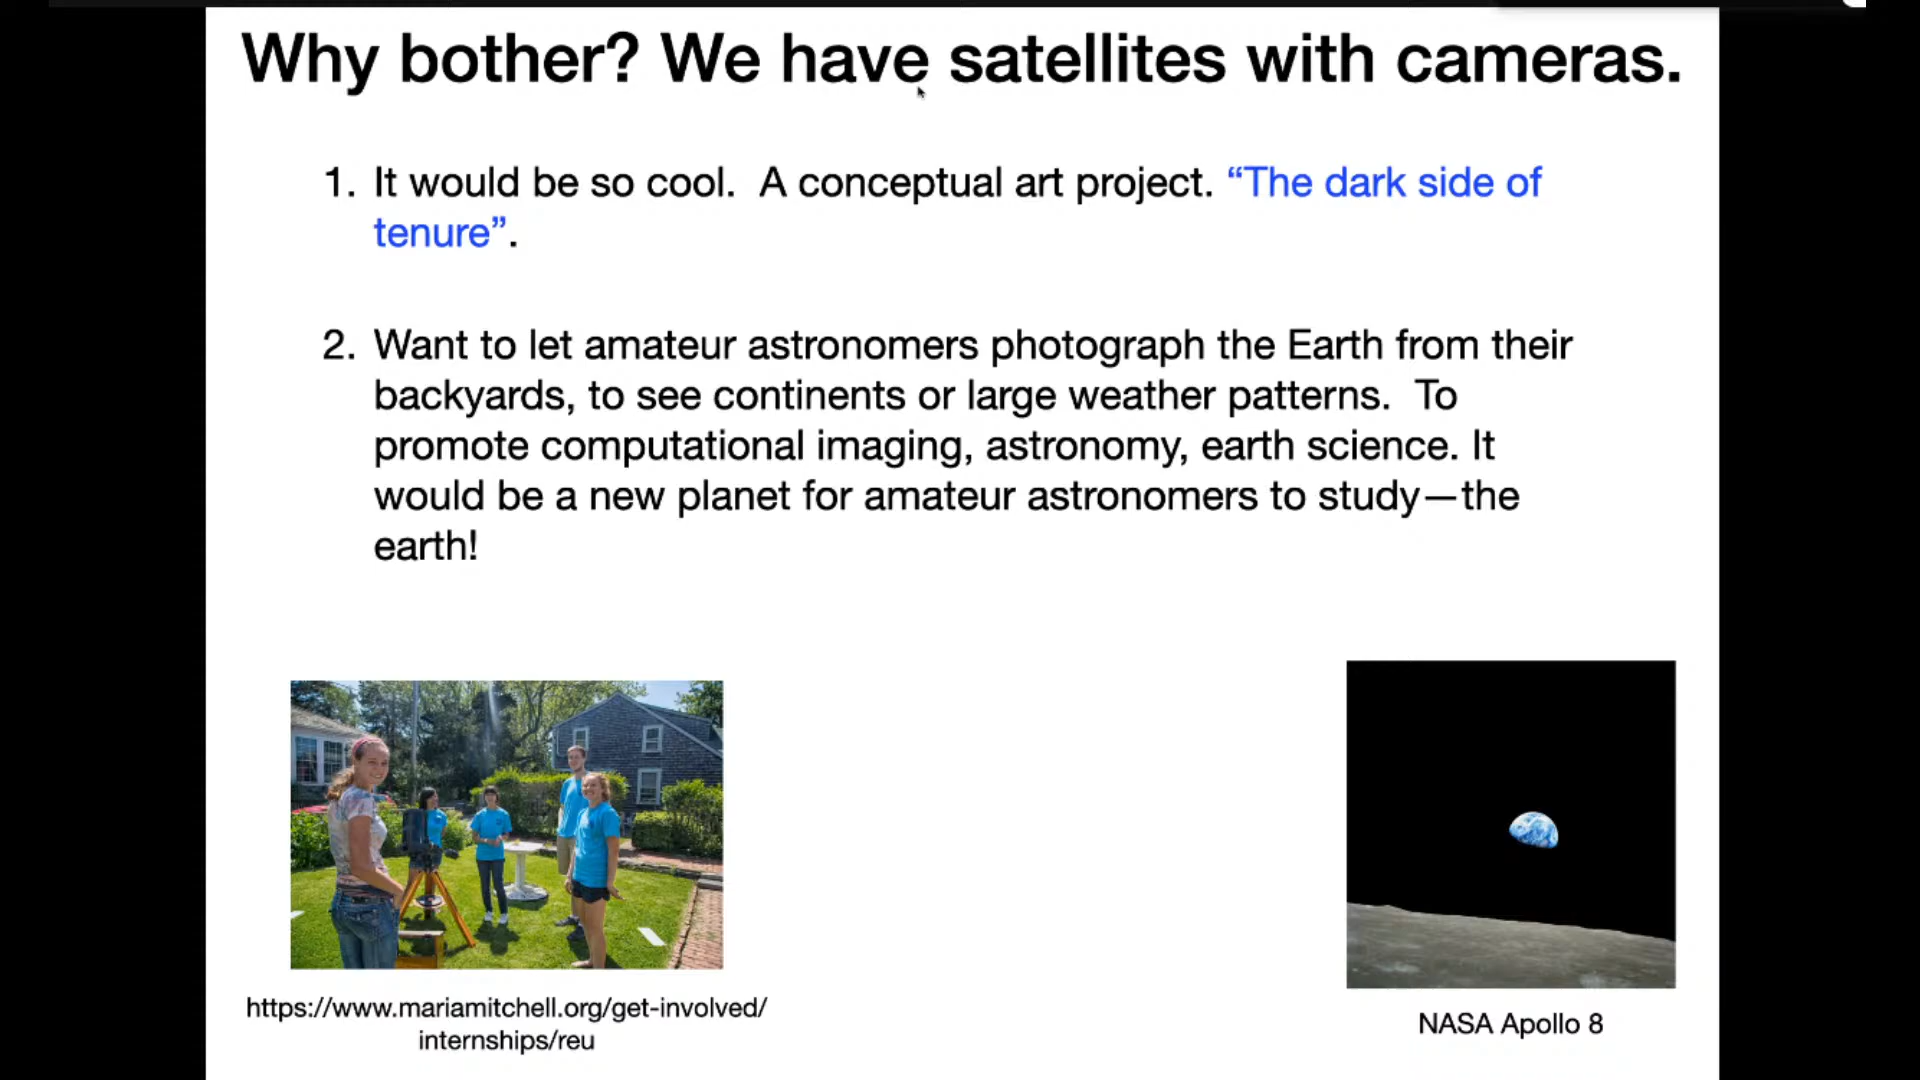 Why bother? We have satellites with cameras.
1. It would be so cool.  A conceptual art project. “The dark side of
tenure”.
2. Want to let amateur astronomers photograph the Earth from their
backyards, to see continents or large weather patterns.  To
promote computational imaging, astronomy, earth science. It
would be a new planet for amateur astronomers to study—the
earth!
https://www.mariamitchell.org/get-involved/
internships/reu
NASA Apollo 8